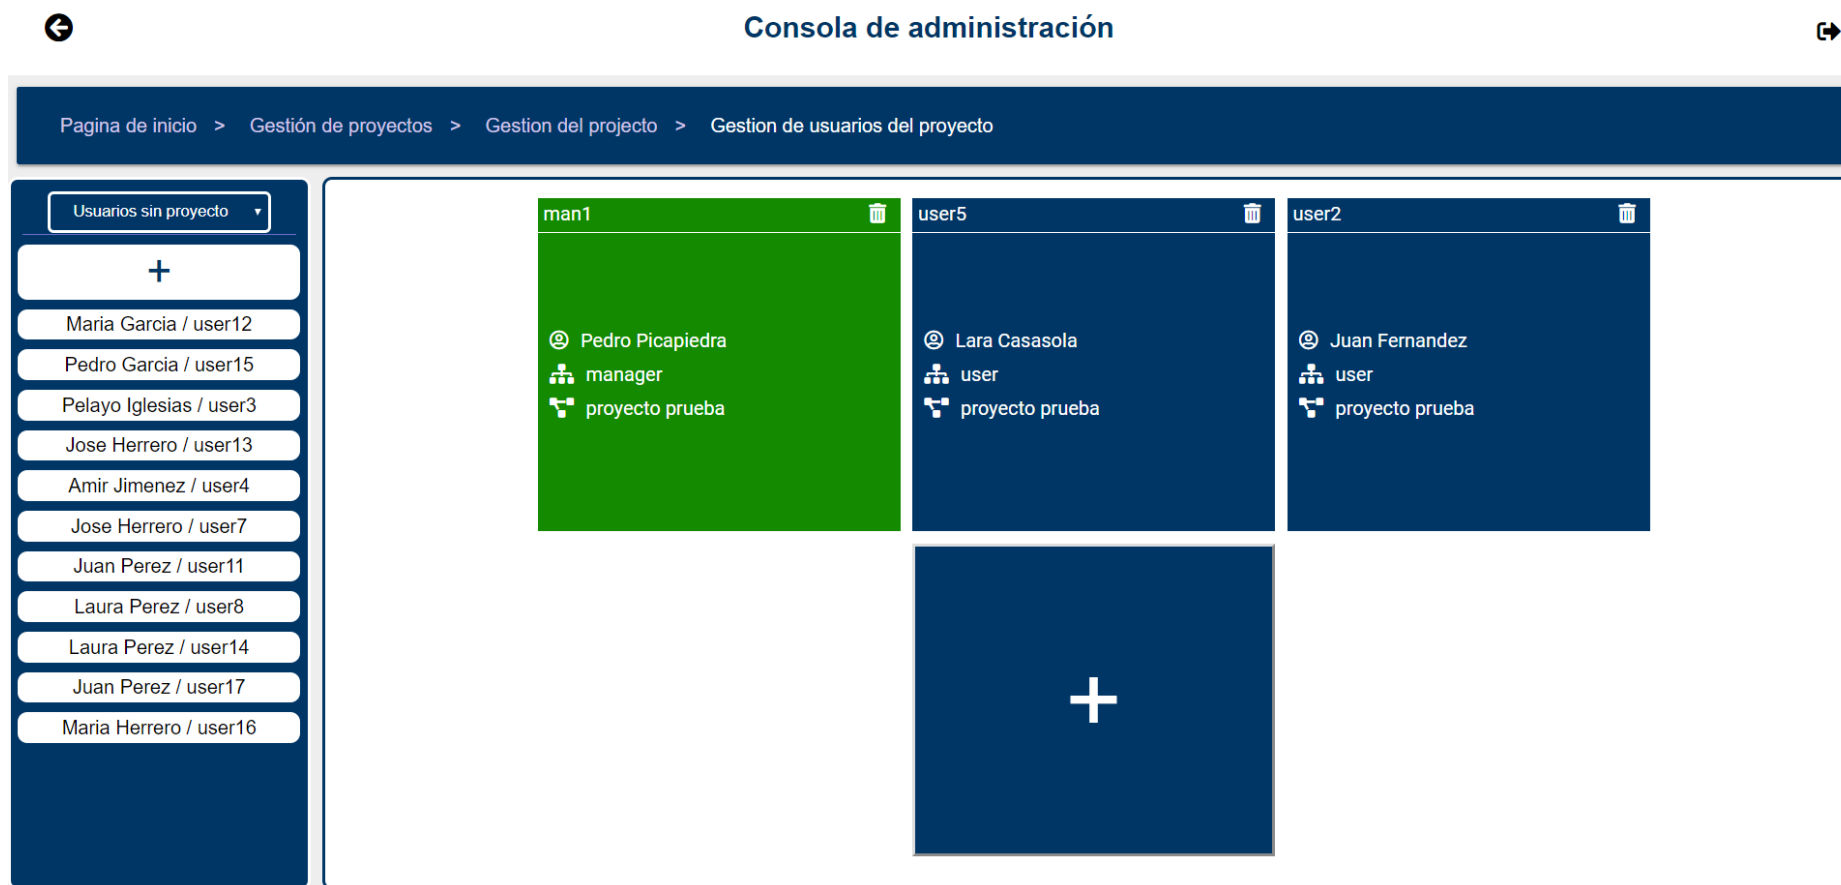 Consola de administración
Pagina de inicio > Gestión de proyectos > Gestion del projecto > Gestion de usuarios del proyecto
Usuarios sin proyecto
+
Maria Garcia / user12
Pedro Garcia / user15
Pelayo Iglesias / user3
Jose Herrero / user13
Amir Jimenez / user4
Jose Herrero / user7
Juan Perez / user11
Laura Perez / user8
Laura Perez / user14
Juan Perez / user17
Maria Herrero / user16
man1
Pedro Picapiedra
manager
proyecto prueba
user5
Lara Casasola
user
proyecto prueba
user2
Juan Fernandez
user
proyecto prueba
+